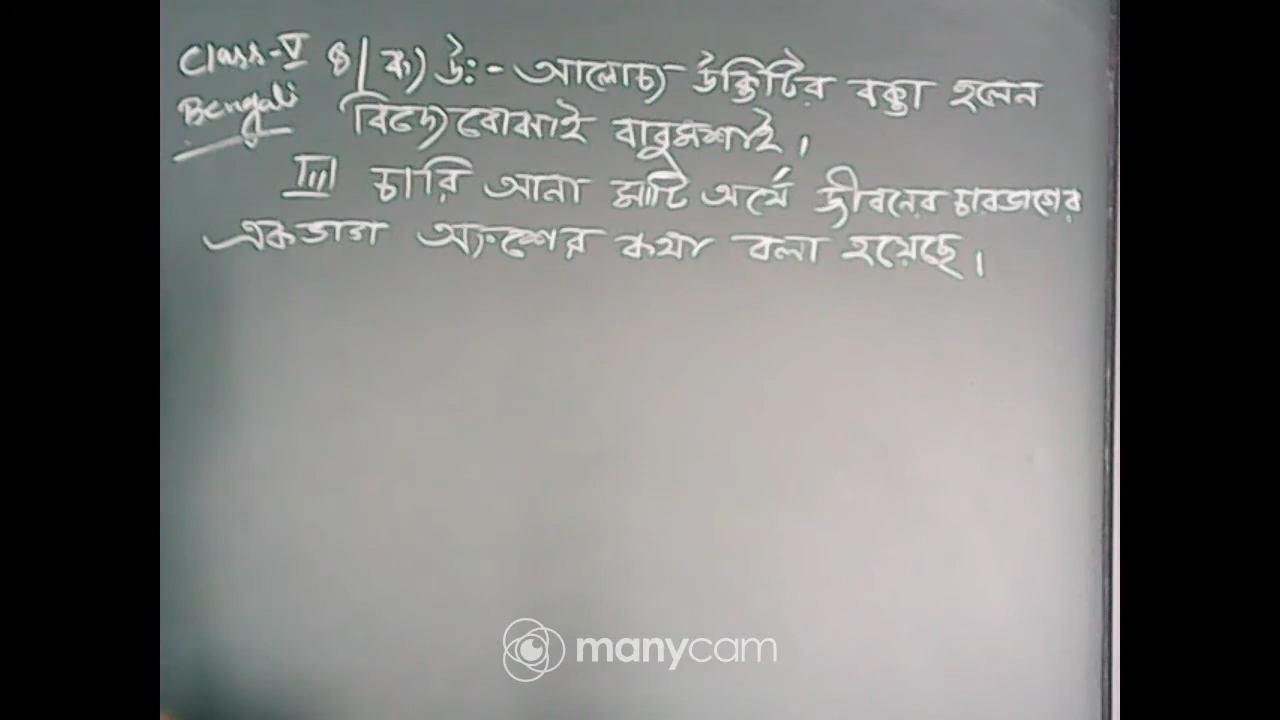 Class-V ৪| ক) উ:- আলোচ্য উক্তিটির বক্তা হলেন
Bengali বিদ্যেবোঝাই বাবুমশাই।
III চারি আনা মাটি অর্থে জীবনের চারভাগের
একভাগ অংশের কথা বলা হয়েছে।
manycam